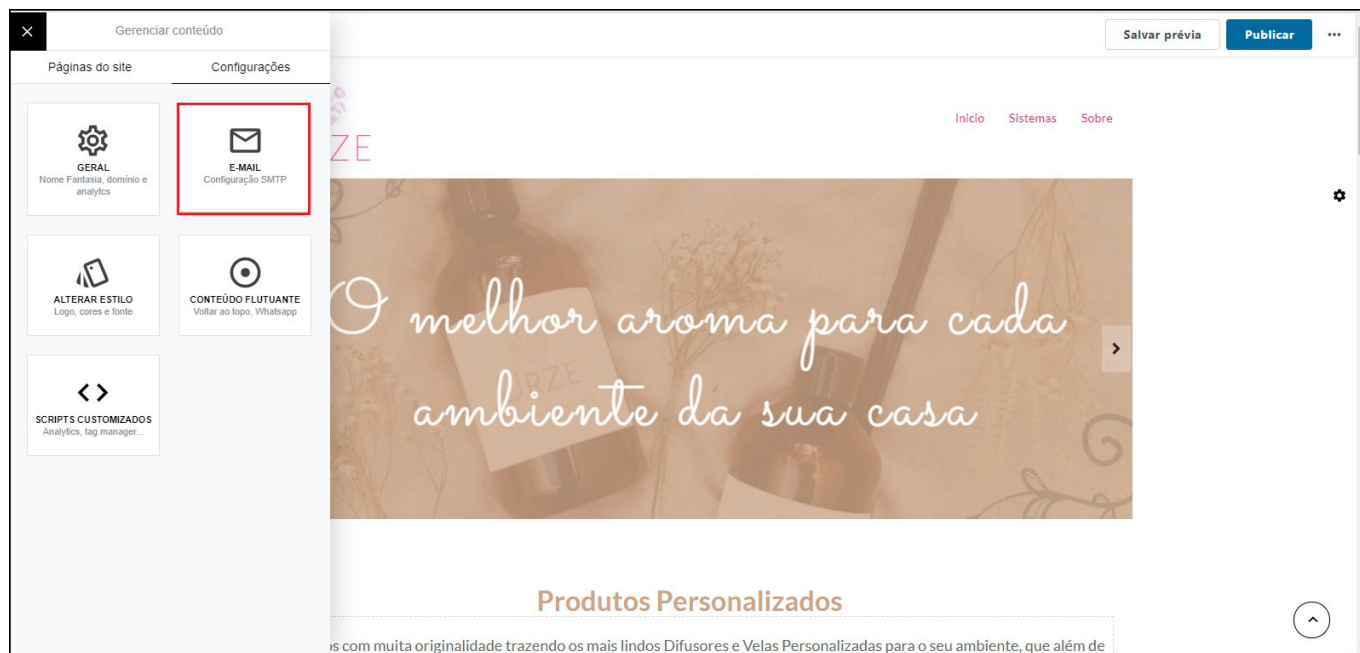 Gerenciar conteúdo
Salvar prévia
Publicar
Páginas do site
Configurações
GERAL
Nome Fantasia, domínio e
analytcs
E-MAIL
Configuração SMTP
ALTERAR ESTILO
Logo, cores e fonte
CONTEÚDO FLUTUANTE
Voltar ao topo, Whatsapp
SCRIPTS CUSTOMIZADOS
Analytics, tag manager...
ZE
Início
Sistemas
Sobre
O melhor aroma para cada
ambiente da sua casa
Produtos Personalizados
s com muita originalidade trazendo os mais lindos Difusores e Velas Personalizadas para o seu ambiente, que além de